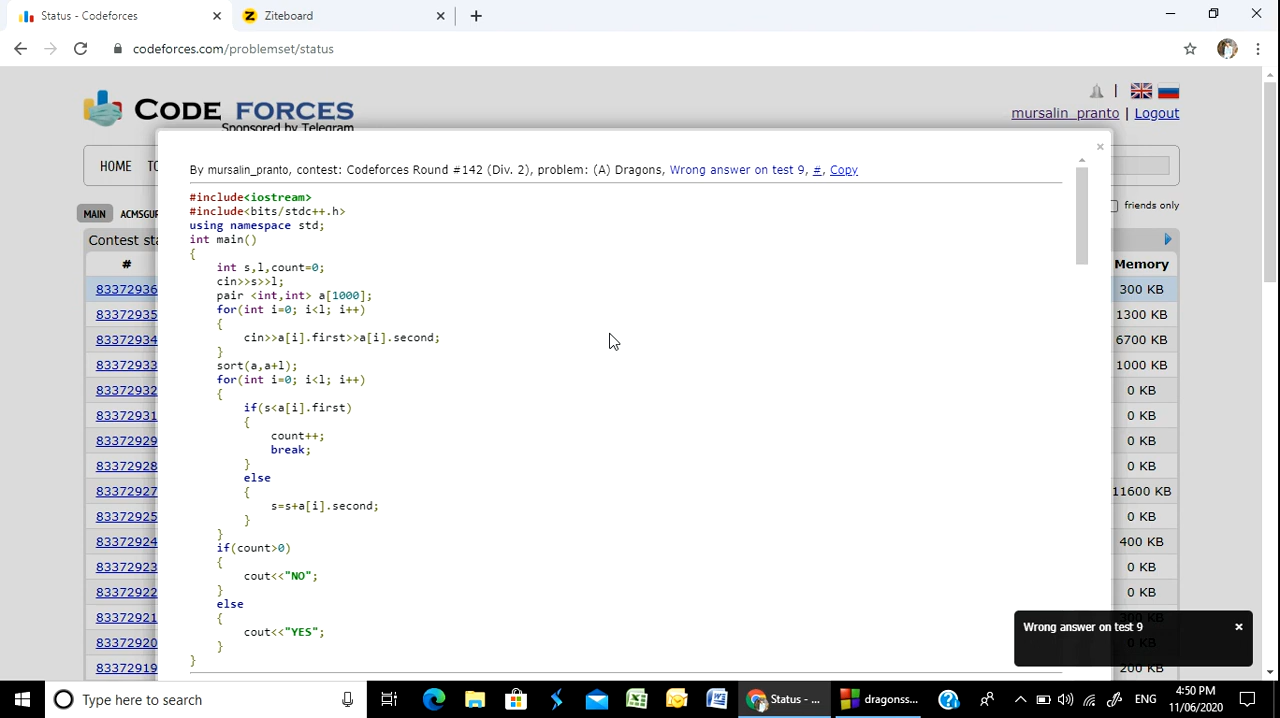 Status - Codeforces
Ziteboard
codeforces.com/problemset/status
CODE FORCES
Sponsored by Telegram
mursalin_pranto | Logout
HOME TO
By mursalin_pranto, contest: Codeforces Round #142 (Div. 2), problem: (A) Dragons, Wrong answer on test 9, #, Copy
#include<iostream>
#include<bits/stdc++.h>
using namespace std;
int main()
{
int s,l,count=0;
cin>>s>>l;
pair <int,int> a[1000];
for(int i=0; i<l; i++)
{
cin>>a[i].first>>a[i].second;
}
sort(a,a+l);
for(int i=0; i<l; i++)
{
if(s<a[i].first)
{
count++;
break;
}
else
{
s=s+a[i].second;
}
}
if(count>0)
{
cout<<"NO";
}
else
{
cout<<"YES";
}
}
MAIN ACMSGUR
friends only
Contest sta
# Memory
83372936 300 KB
83372935 1300 KB
83372934 6700 KB
83372933 1000 KB
83372932 0 KB
83372931 0 KB
83372929 0 KB
83372928 0 KB
83372927 11600 KB
83372925 0 KB
83372924 400 KB
83372923 0 KB
83372922 0 KB
83372921
83372920
83372919 200 KB
Wrong answer on test 9
Type here to search
Status - ...
dragonss...
ENG
4:50 PM
11/06/2020